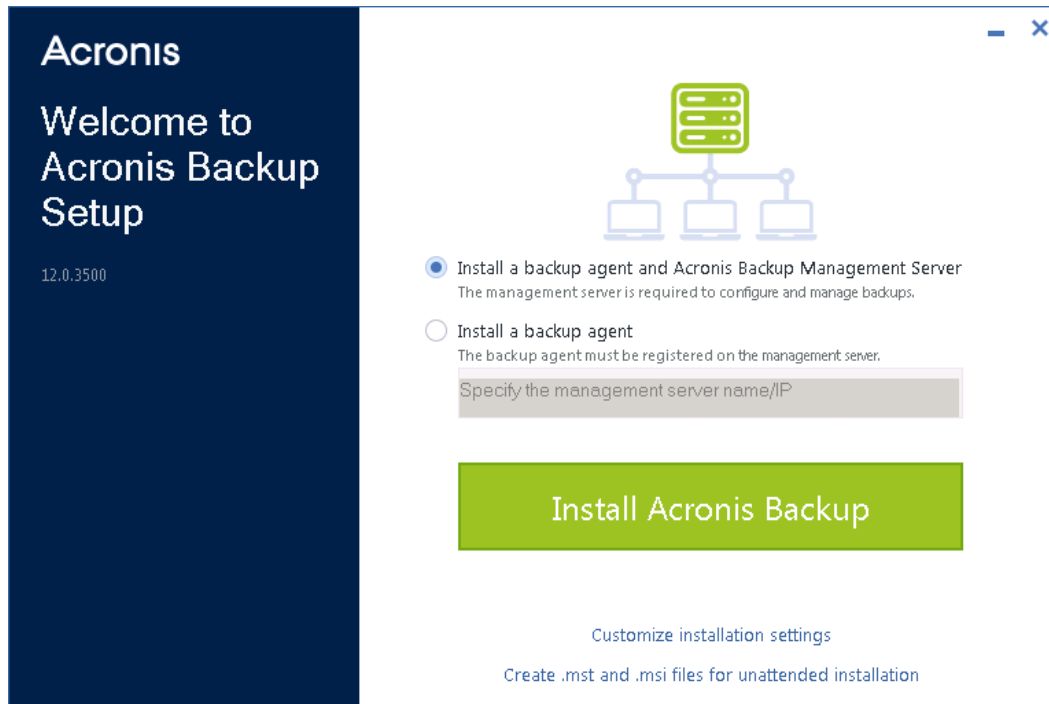 Acronis
Welcome to
Acronis Backup
Setup
12.0.3500
Install a backup agent and Acronis Backup Management Server
The management server is required to configure and manage backups.
Install a backup agent
The backup agent must be registered on the management server.
Specify the management server name/IP
Install Acronis Backup
Customize installation settings
Create .mst and .msi files for unattended installation